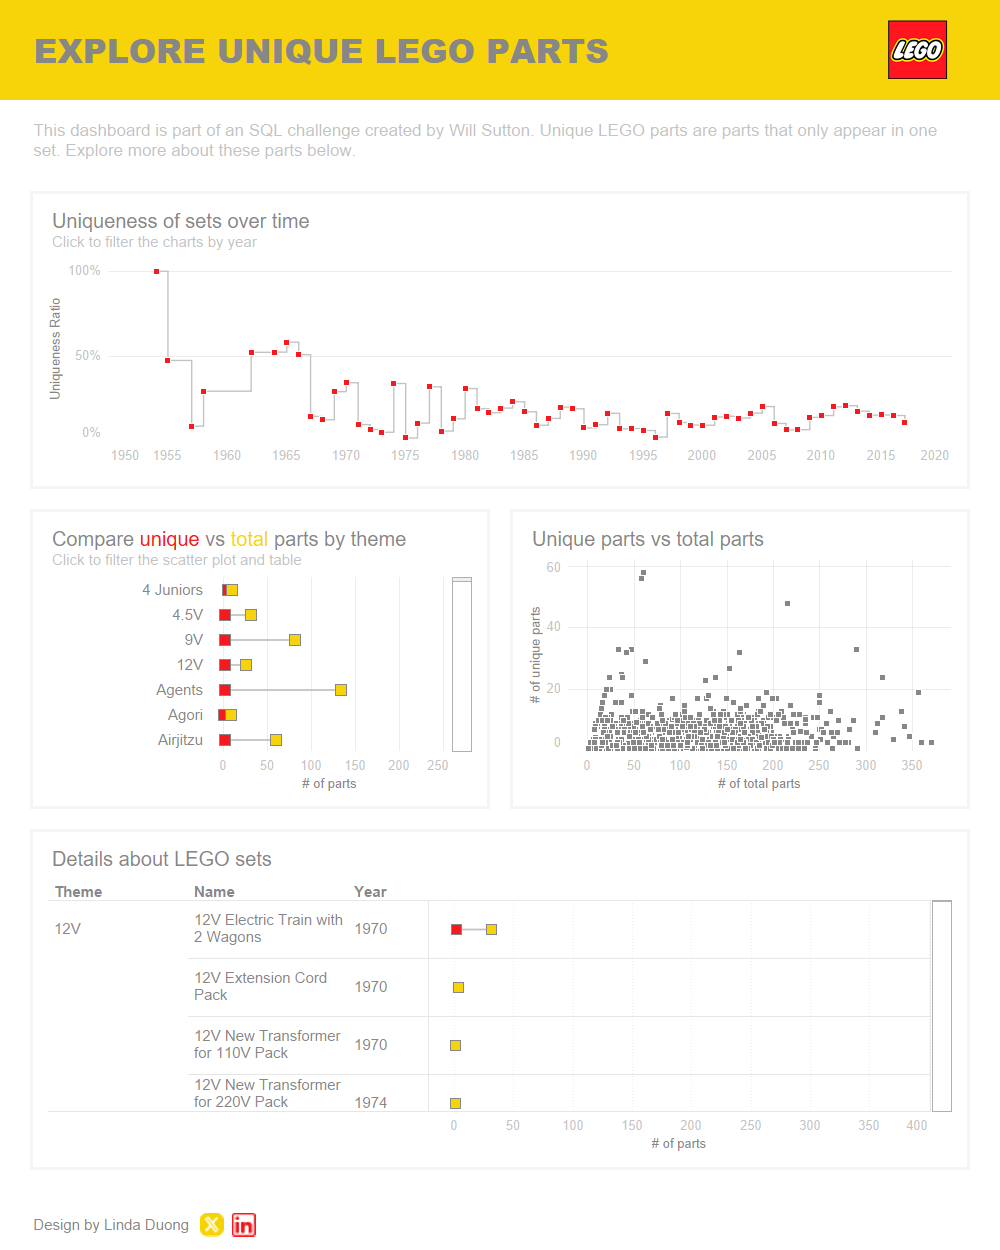 EXPLORE UNIQUE LEGO PARTS
LEGO
This dashboard is part of an SQL challenge created by Will Sutton. Unique LEGO parts are parts that only appear in one
set. Explore more about these parts below.
Uniqueness of sets over time
Click to filter the charts by year
Uniqueness Ratio
100%
50%
0%
1950 1955 1960 1965 1970 1975 1980 1985 1990 1995 2000 2005 2010 2015 2020
Compare unique vs total parts by theme
Click to filter the scatter plot and table
4 Juniors
4.5V
9V
12V
Agents
Agori
Airjitzu
0 50 100 150 200 250
# of parts
Unique parts vs total parts
# of unique parts
60
40
20
0
0 50 100 150 200 250 300 350
# of total parts
Details about LEGO sets
Theme Name Year
12V 12V Electric Train with
2 Wagons 1970
12V Extension Cord
Pack 1970
12V New Transformer
for 110V Pack 1970
12V New Transformer
for 220V Pack 1974
0 50 100 150 200 250 300 350 400
# of parts
Design by Linda Duong X in